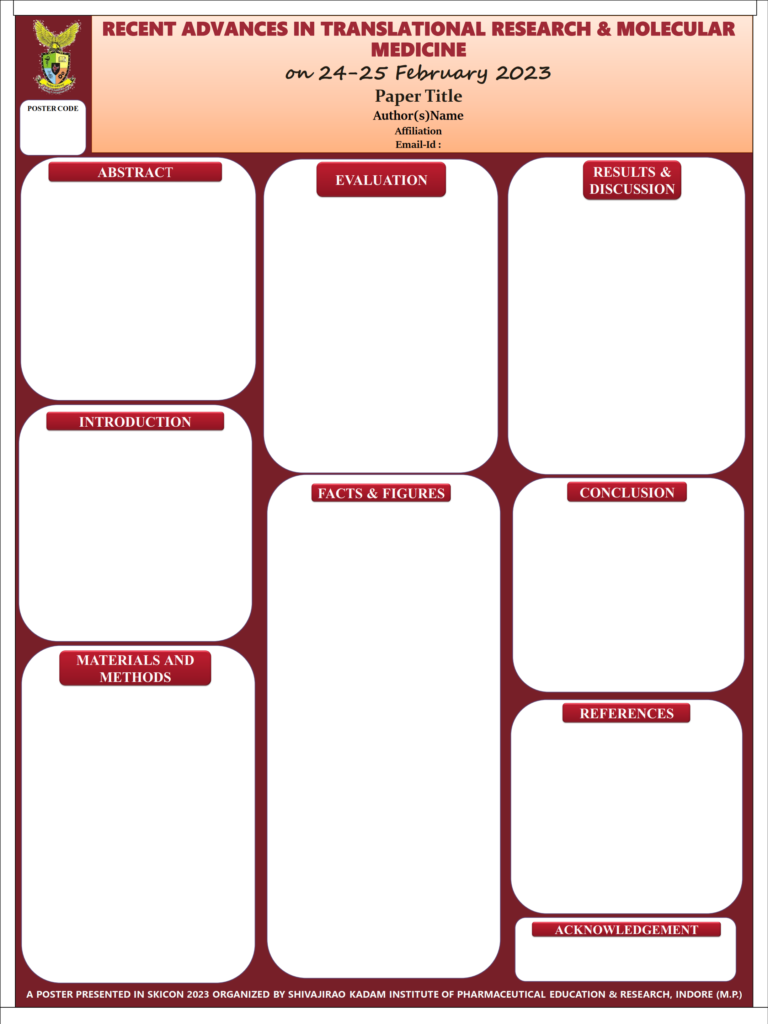 RECENT ADVANCES IN TRANSLATIONAL RESEARCH & MOLECULAR
MEDICINE
on 24-25 February 2023
Paper Title
Author(s)Name
Affiliation
Email-Id :
POSTER CODE
ABSTRACT
INTRODUCTION
MATERIALS AND
METHODS
EVALUATION
FACTS & FIGURES
RESULTS &
DISCUSSION
CONCLUSION
REFERENCES
ACKNOWLEDGEMENT
A POSTER PRESENTED IN SKICON 2023 ORGANIZED BY SHIVAJIRAO KADAM INSTITUTE OF PHARMACEUTICAL EDUCATION & RESEARCH, INDORE (M.P.)